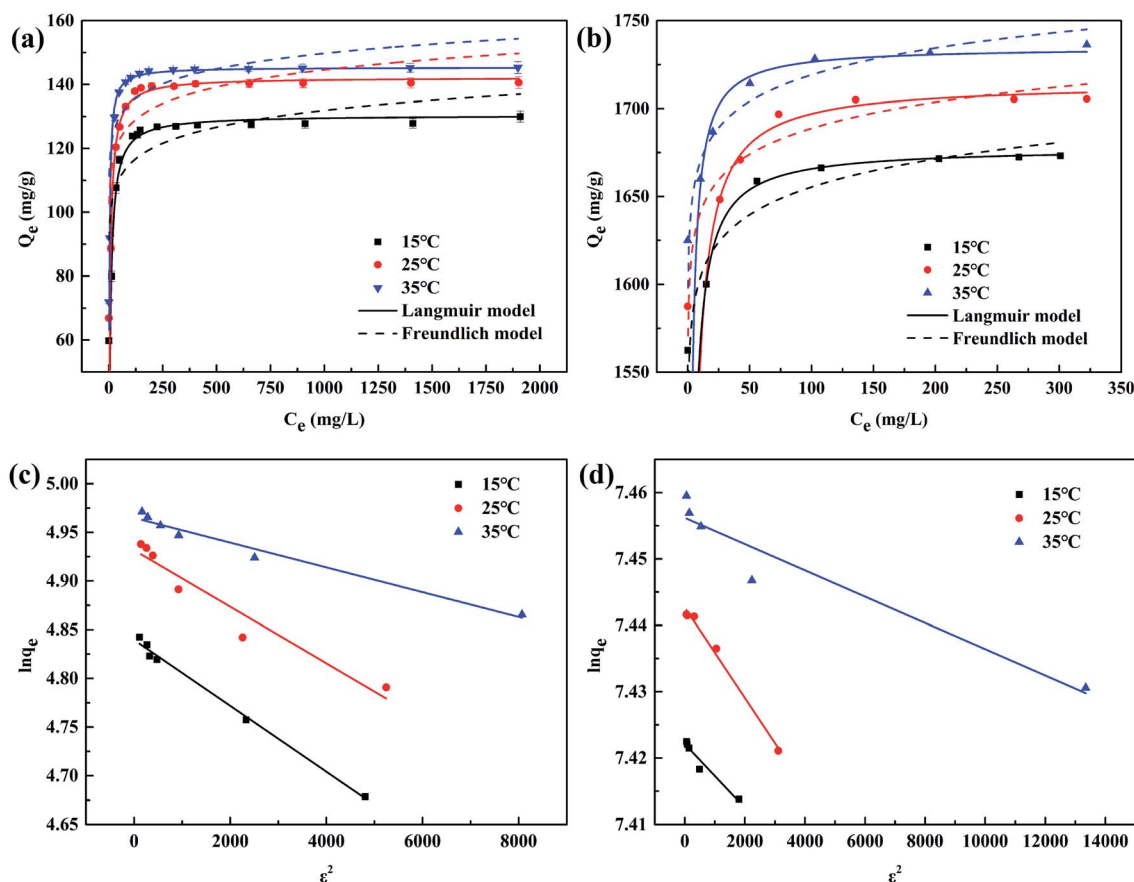 (a)
160
140
120
100
80
60
Qe (mg/g)
15°C
25°C
35°C
Langmuir model
Freundlich model
0 250 500 750 1000 1250 1500 1750 2000
Ce (mg/L)
(b)
1750
1700
1650
1600
1550
Qe (mg/g)
15°C
25°C
35°C
Langmuir model
Freundlich model
0 50 100 150 200 250 300 350
Ce (mg/L)
(c)
5.00
4.95
4.90
4.85
4.80
4.75
4.70
4.65
lnqe
15°C
25°C
35°C
0 2000 4000 6000 8000
ε²
(d)
7.46
7.45
7.44
7.43
7.42
7.41
lnqe
15°C
25°C
35°C
0 2000 4000 6000 8000 10000 12000 14000
ε²